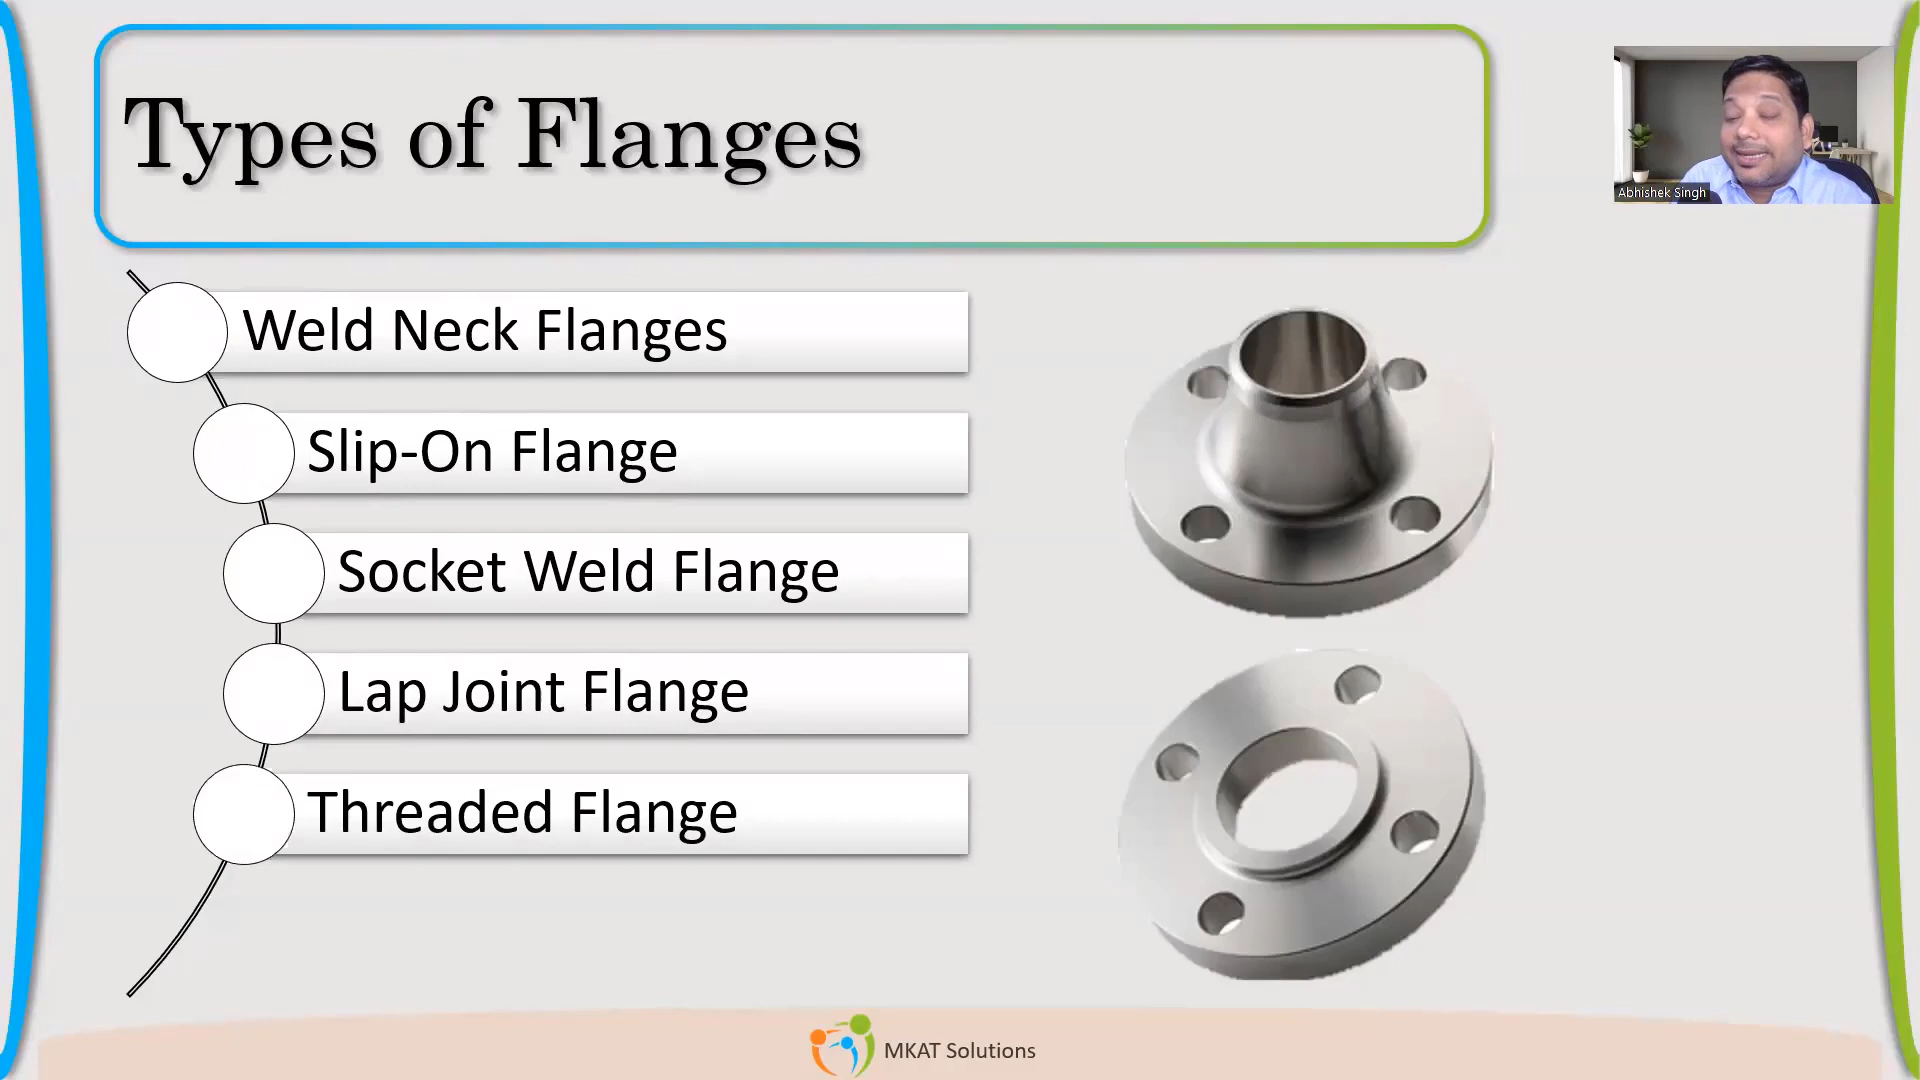 Types of Flanges
Abhishek Singh
Weld Neck Flanges
Slip-On Flange
Socket Weld Flange
Lap Joint Flange
Threaded Flange
MKAT Solutions